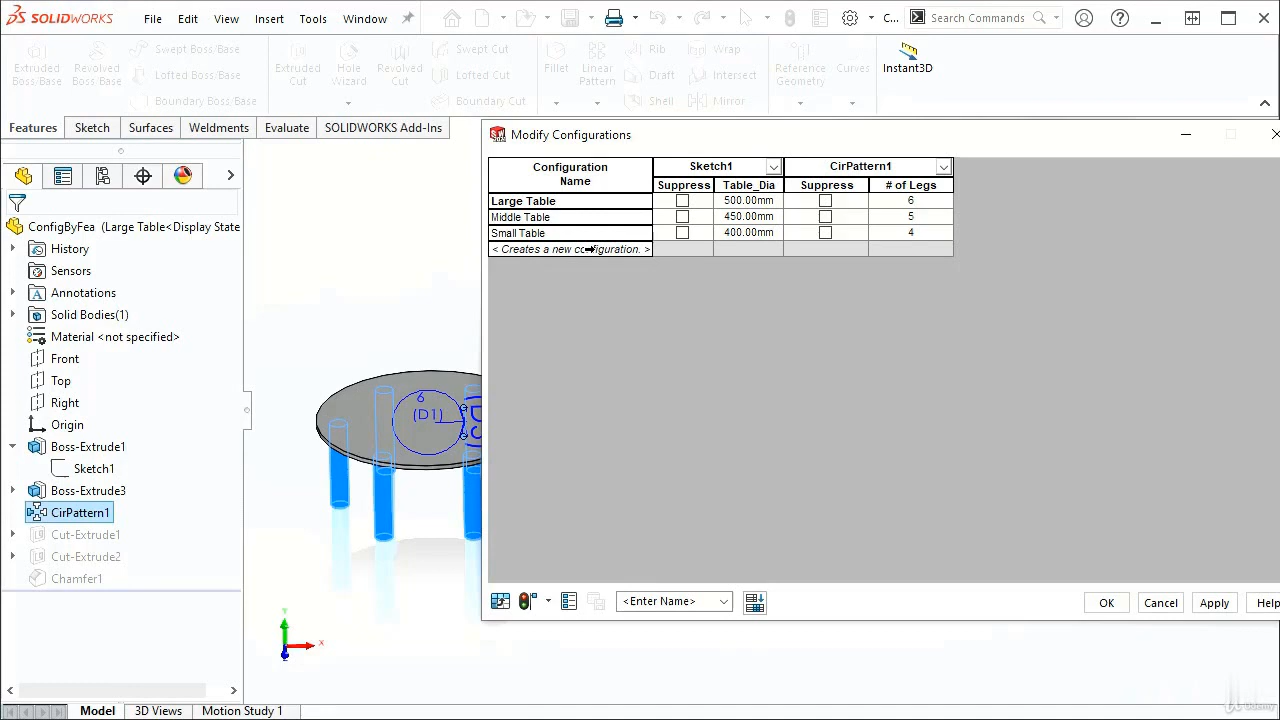 SOLIDWORKS File Edit View Insert Tools Window C... Search Commands
Extruded Boss/Base
Revolved Boss/Base
Swept Boss/Base
Lofted Boss/Base
Boundary Boss/Base
Extruded Cut
Hole Wizard
Revolved Cut
Swept Cut
Lofted Cut
Boundary Cut
Fillet
Linear Pattern
Rib
Draft
Shell
Wrap
Intersect
Mirror
Reference Geometry
Curves
Instant3D
Features Sketch Surfaces Weldments Evaluate SOLIDWORKS Add-Ins
ConfigByFea (Large Table<Display State
History
Sensors
Annotations
Solid Bodies(1)
Material <not specified>
Front
Top
Right
Origin
Boss-Extrude1
Sketch1
Boss-Extrude3
CirPattern1
Cut-Extrude1
Cut-Extrude2
Chamfer1
6
(D1)
Y
X
Modify Configurations
Configuration Name Sketch1 CirPattern1
Suppress Table_Dia Suppress # of Legs
Large Table 500.00mm 6
Middle Table 450.00mm 5
Small Table 400.00mm 4
< Creates a new configuration. >
<Enter Name> OK Cancel Apply Help
Model 3D Views Motion Study 1
Udemy